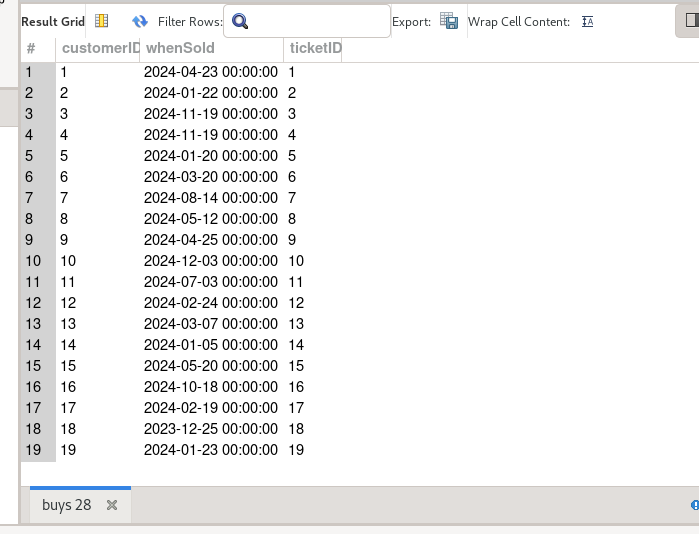 Result Grid Filter Rows: Export: Wrap Cell Content: IA
# customerID whenSold ticketID
1 1 2024-04-23 00:00:00 1
2 2 2024-01-22 00:00:00 2
3 3 2024-11-19 00:00:00 3
4 4 2024-11-19 00:00:00 4
5 5 2024-01-20 00:00:00 5
6 6 2024-03-20 00:00:00 6
7 7 2024-08-14 00:00:00 7
8 8 2024-05-12 00:00:00 8
9 9 2024-04-25 00:00:00 9
10 10 2024-12-03 00:00:00 10
11 11 2024-07-03 00:00:00 11
12 12 2024-02-24 00:00:00 12
13 13 2024-03-07 00:00:00 13
14 14 2024-01-05 00:00:00 14
15 15 2024-05-20 00:00:00 15
16 16 2024-10-18 00:00:00 16
17 17 2024-02-19 00:00:00 17
18 18 2023-12-25 00:00:00 18
19 19 2024-01-23 00:00:00 19
buys 28